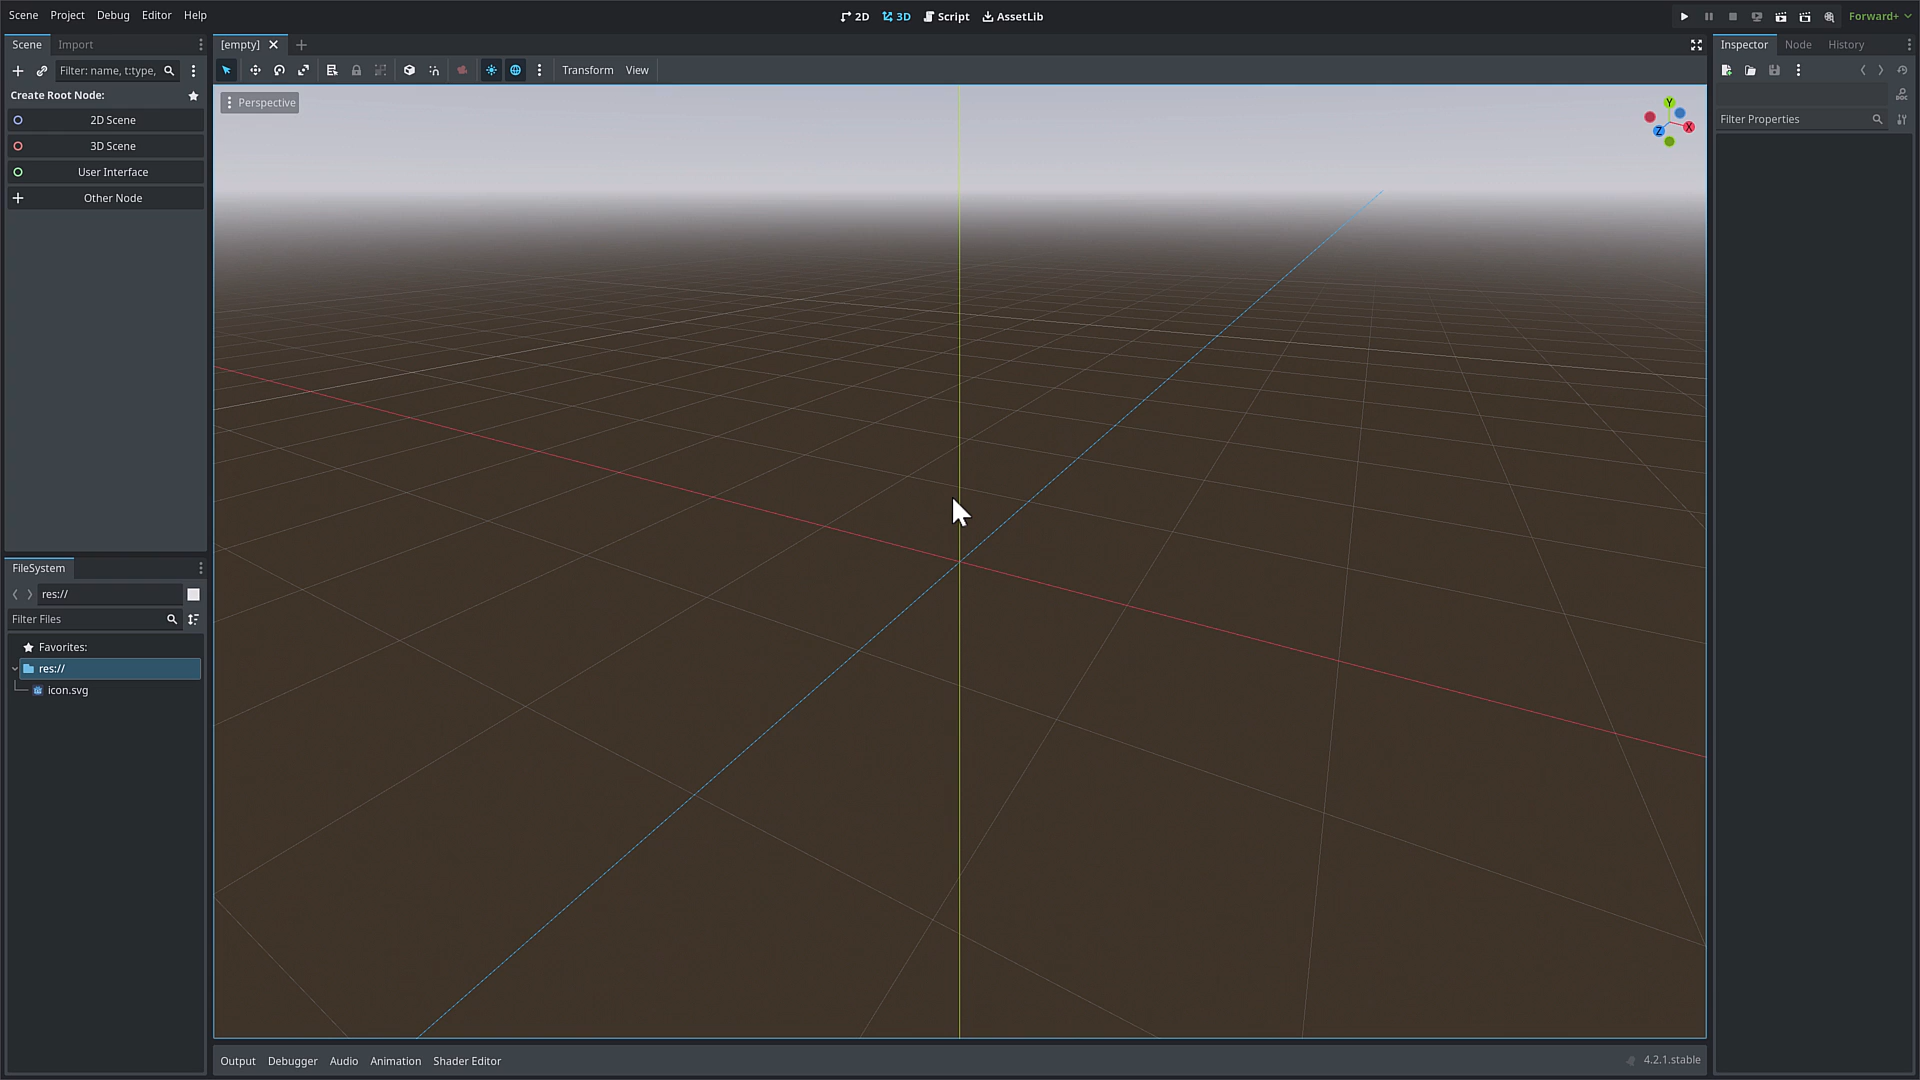 Scene Project Debug Editor Help
2D 3D Script AssetLib
Forward+
Scene Import
[empty]
Inspector Node History
Filter: name, t:type,
Transform View
Create Root Node:
2D Scene
3D Scene
User Interface
Other Node
Perspective
Y
X
Z
DOC
Filter Properties
FileSystem
res://
Filter Files
Favorites:
res://
icon.svg
Output Debugger Audio Animation Shader Editor
4.2.1.stable